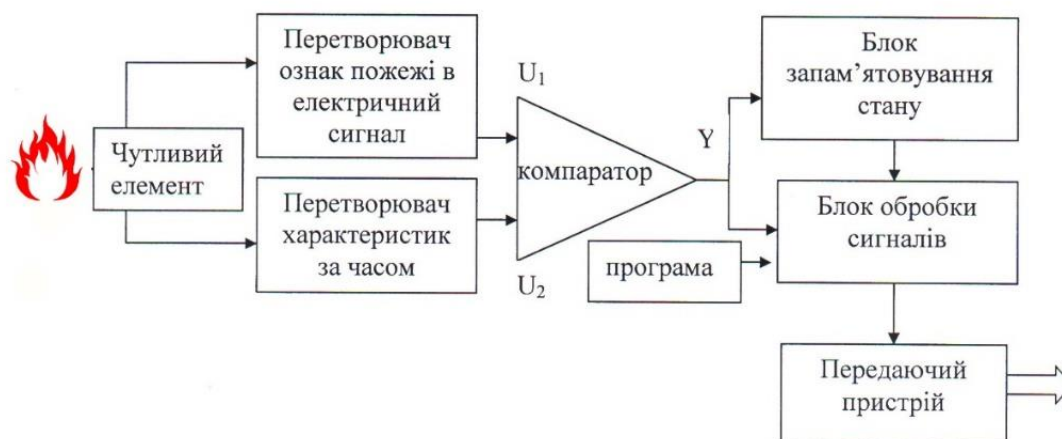 Перетворювач
ознак пожежі в
електричний
сигнал
Чутливий
елемент
Перетворювач
характеристик
за часом
U₁
компаратор
U₂
Y
програма
Блок
запам’ятовування
стану
Блок обробки
сигналів
Передаючий
пристрій